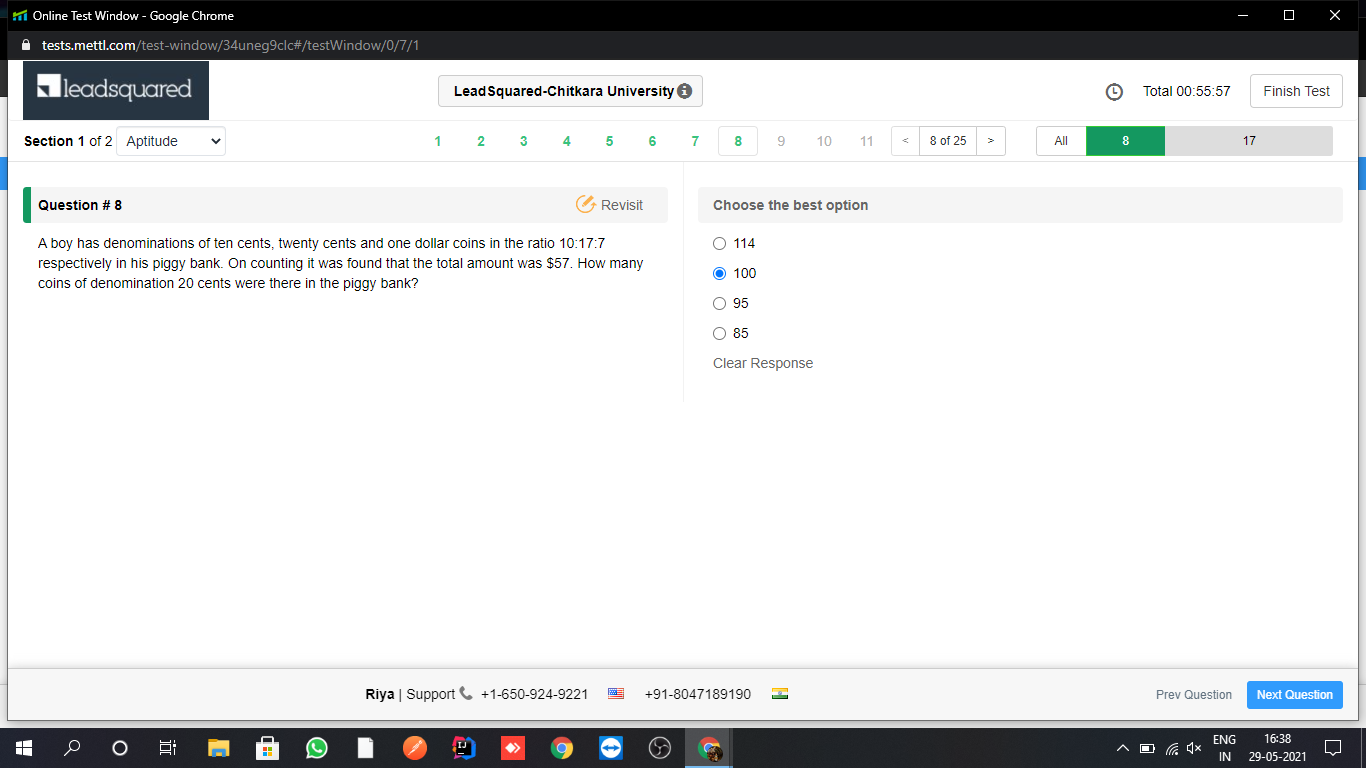 Online Test Window - Google Chrome
tests.mettl.com/test-window/34uneg9clc#/testWindow/0/7/1
leadsquared
LeadSquared-Chitkara University
Total 00:55:57
Finish Test
Section 1 of 2 Aptitude
1 2 3 4 5 6 7 8 9 10 11
< 8 of 25 >
All 8 17
Question # 8
Revisit
A boy has denominations of ten cents, twenty cents and one dollar coins in the ratio 10:17:7
respectively in his piggy bank. On counting it was found that the total amount was $57. How many
coins of denomination 20 cents were there in the piggy bank?
Choose the best option
114
100
95
85
Clear Response
Riya | Support +1-650-924-9221 +91-8047189190
Prev Question
Next Question
ENG
IN
16:38
29-05-2021